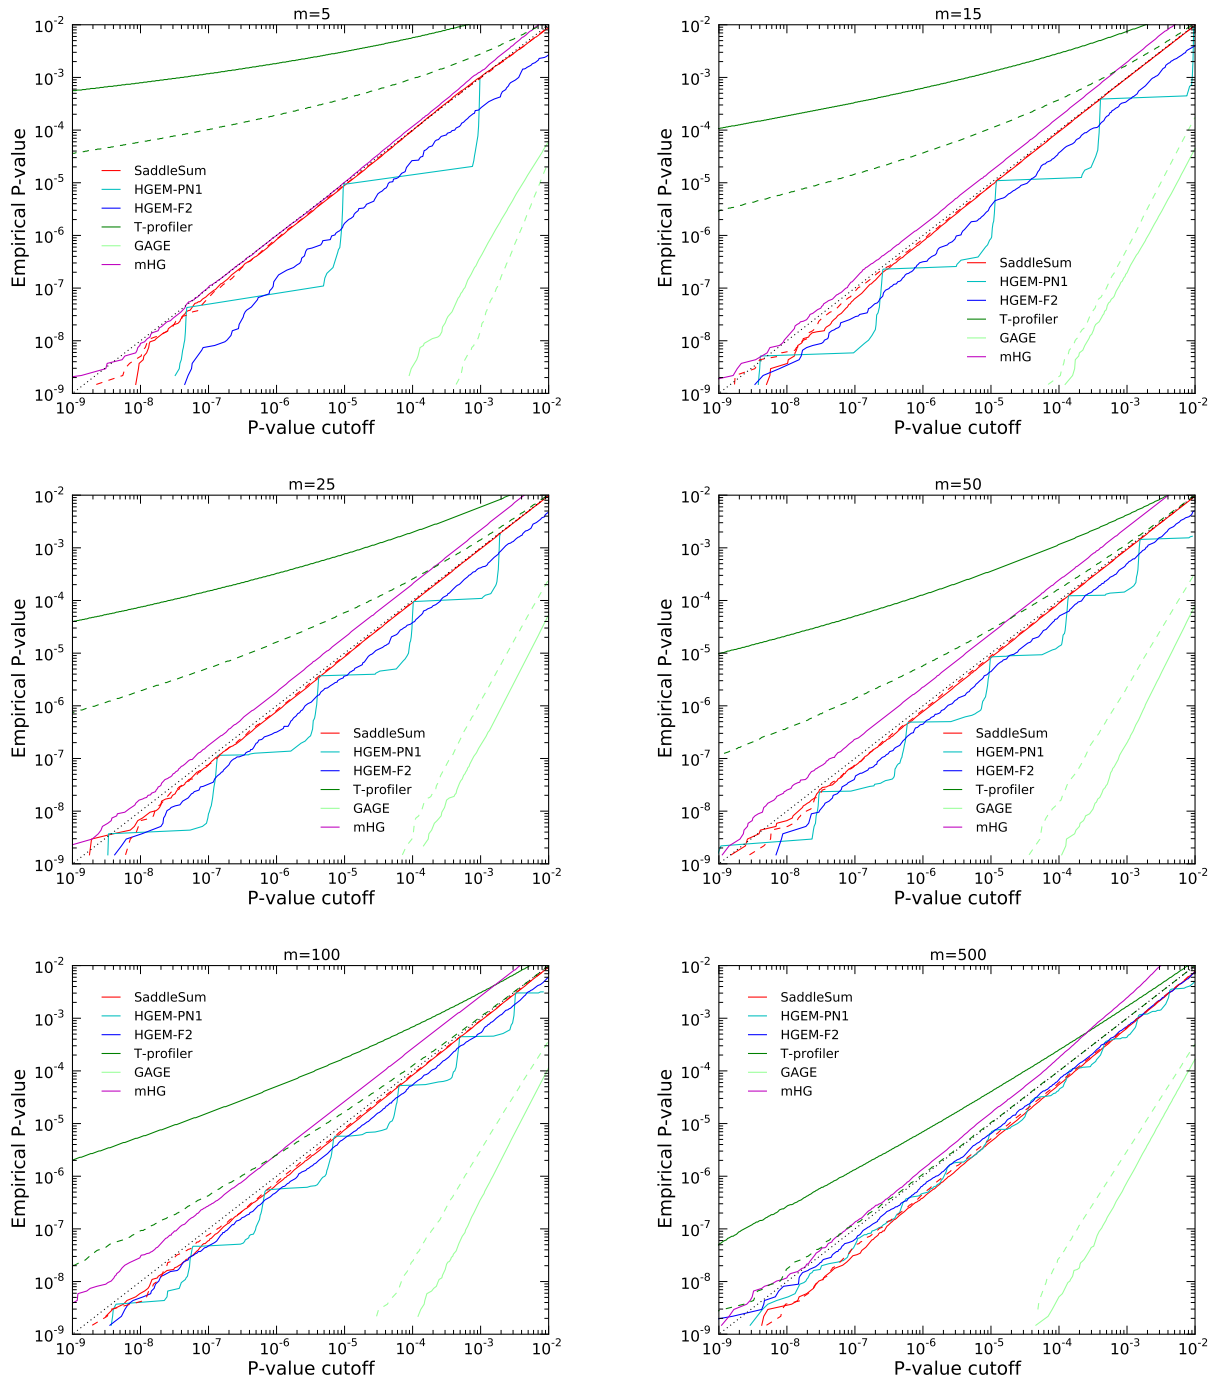 m=5
10-2
10-3
10-4
10-5
10-6
10-7
10-8
10-9
Empirical P-value
SaddleSum
HGEM-PN1
HGEM-F2
T-profiler
GAGE
mHG
10-9 10-8 10-7 10-6 10-5 10-4 10-3 10-2
P-value cutoff
m=15
10-2
10-3
10-4
10-5
10-6
10-7
10-8
10-9
Empirical P-value
SaddleSum
HGEM-PN1
HGEM-F2
T-profiler
GAGE
mHG
10-9 10-8 10-7 10-6 10-5 10-4 10-3 10-2
P-value cutoff
m=25
10-2
10-3
10-4
10-5
10-6
10-7
10-8
10-9
Empirical P-value
SaddleSum
HGEM-PN1
HGEM-F2
T-profiler
GAGE
mHG
10-9 10-8 10-7 10-6 10-5 10-4 10-3 10-2
P-value cutoff
m=50
10-2
10-3
10-4
10-5
10-6
10-7
10-8
10-9
Empirical P-value
SaddleSum
HGEM-PN1
HGEM-F2
T-profiler
GAGE
mHG
10-9 10-8 10-7 10-6 10-5 10-4 10-3 10-2
P-value cutoff
m=100
10-2
10-3
10-4
10-5
10-6
10-7
10-8
10-9
Empirical P-value
SaddleSum
HGEM-PN1
HGEM-F2
T-profiler
GAGE
mHG
10-9 10-8 10-7 10-6 10-5 10-4 10-3 10-2
P-value cutoff
m=500
10-2
10-3
10-4
10-5
10-6
10-7
10-8
10-9
Empirical P-value
SaddleSum
HGEM-PN1
HGEM-F2
T-profiler
GAGE
mHG
10-9 10-8 10-7 10-6 10-5 10-4 10-3 10-2
P-value cutoff